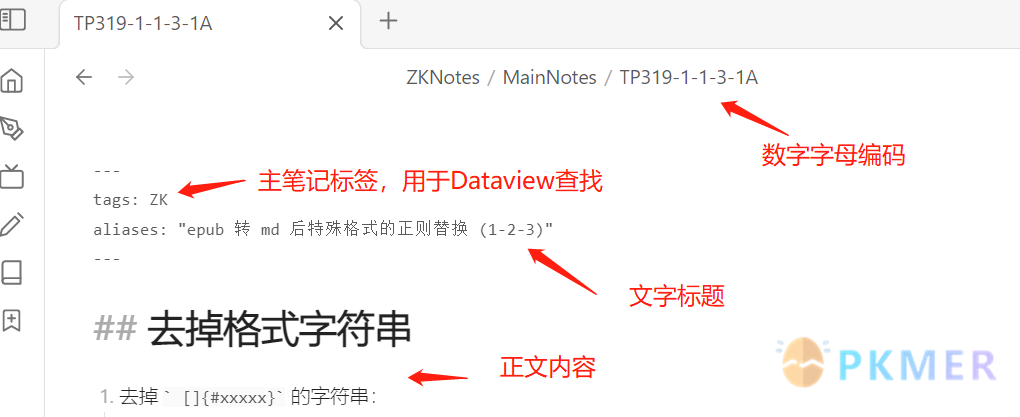 TP319-1-1-3-1A
ZKNotes / MainNotes / TP319-1-1-3-1A
数字字母编码
---
tags: ZK
主笔记标签，用于Dataview查找
aliases: "epub 转 md 后特殊格式的正则替换 (1-2-3)"
---
文字标题
## 去掉格式字符串
正文内容
PKMER
1. 去掉` []{#xxxxx}`的字符串：